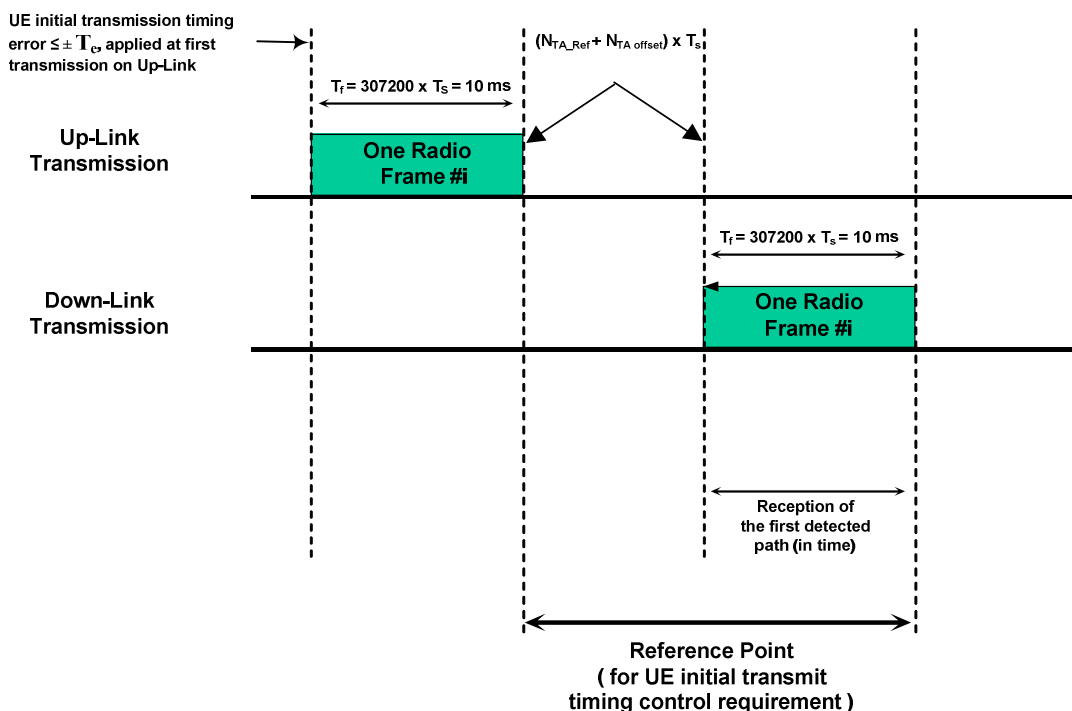 UE initial transmission timing
error ≤ ± Te, applied at first
transmission on Up-Link
(NTA_Ref + NTA offset) x Ts
Tf = 307200 x TS = 10 ms
Up-Link
Transmission
One Radio
Frame #i
Tf = 307200 x Ts = 10 ms
Down-Link
Transmission
One Radio
Frame #i
Reception of
the first detected
path (in time)
Reference Point
( for UE initial transmit
timing control requirement )